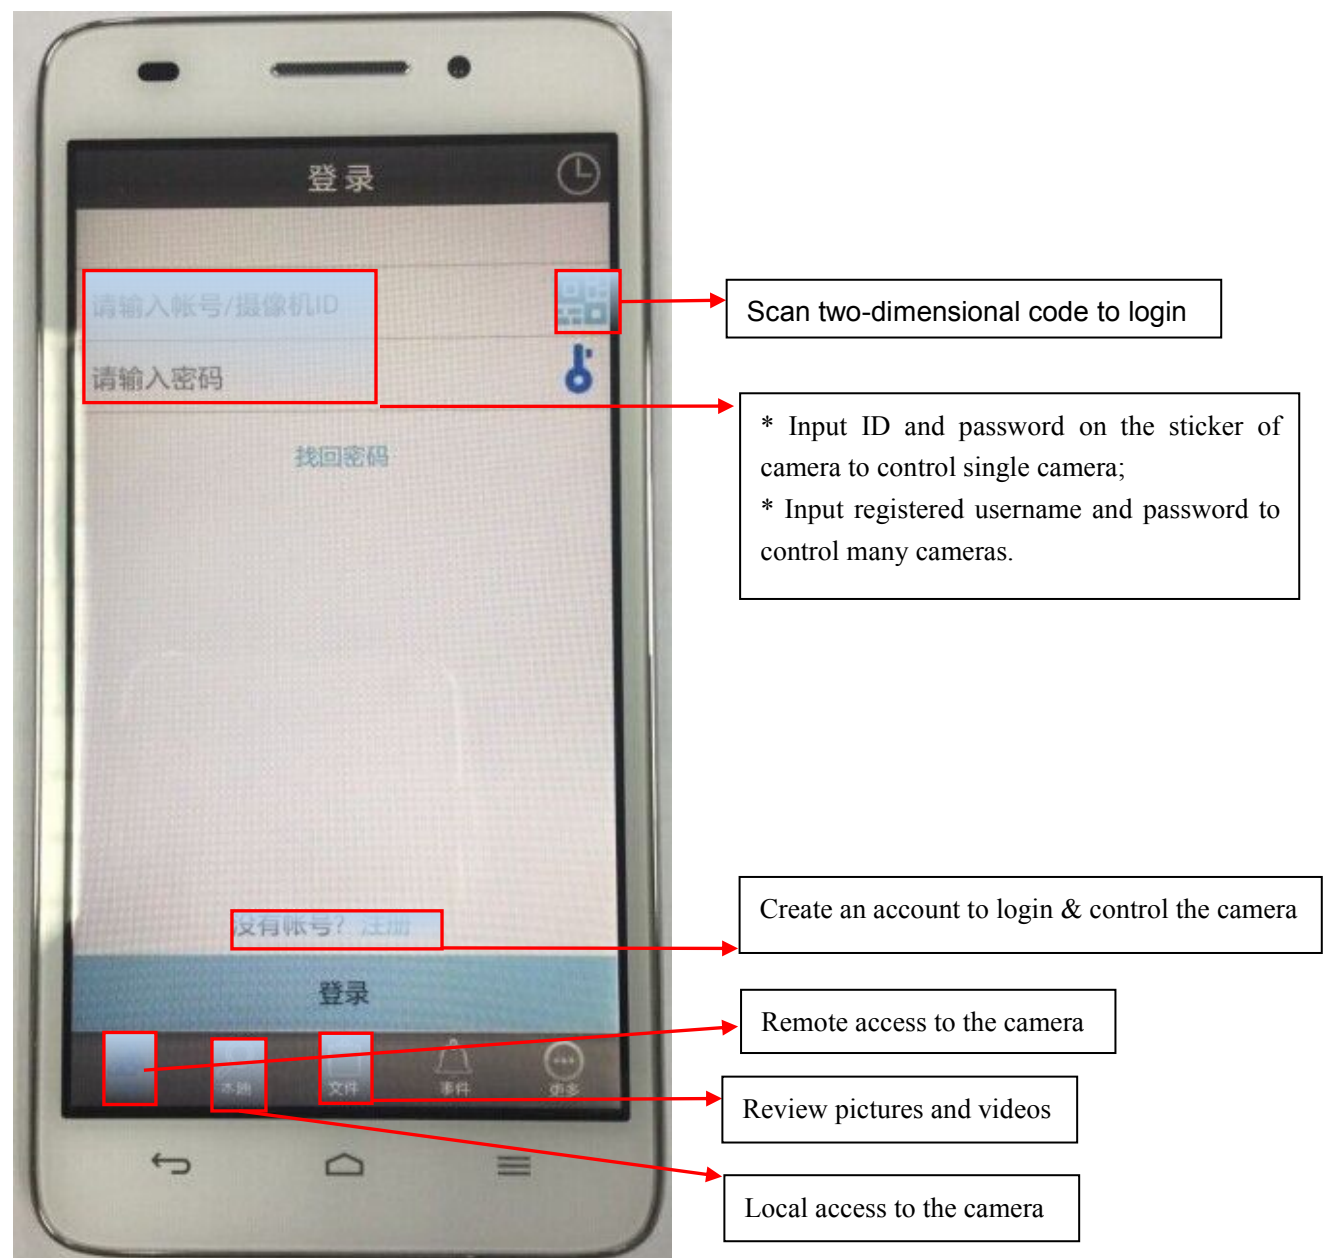 登录
请输入帐号/摄像机ID
Scan two-dimensional code to login
请输入密码
* Input ID and password on the sticker of
camera to control single camera;
* Input registered username and password to
control many cameras.
找回密码
没有帐号？ 注册
Create an account to login & control the camera
登录
Remote access to the camera
本地
文件
事件
更多
Review pictures and videos
Local access to the camera